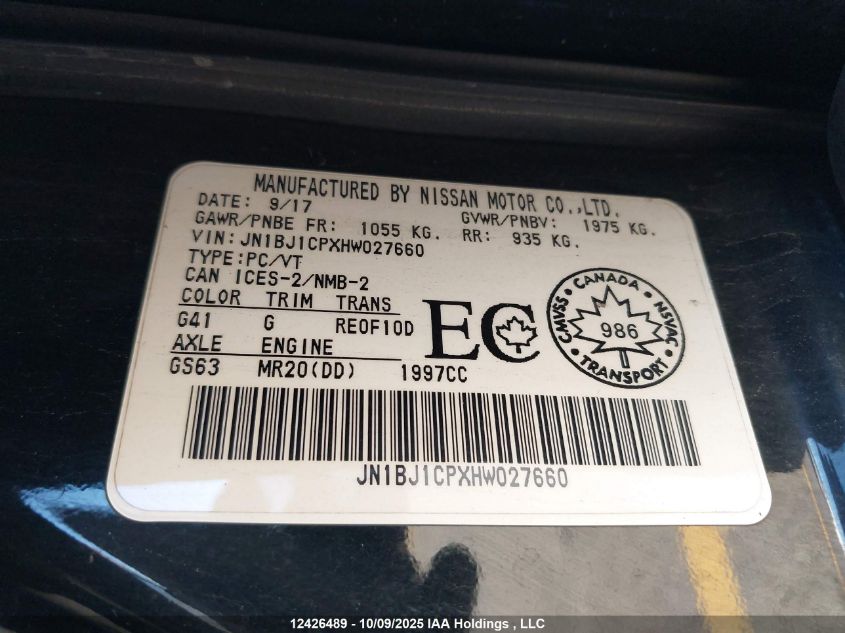 MANUFACTURED BY NISSAN MOTOR CO.,LTD.
DATE: 9/17 GVWR/PNBV: 1975 KG.
GAWR/PNBE FR: 1055 KG. RR: 935 KG.
VIN:JN1BJ1CPXHW027660
TYPE:PC/VT
CAN ICES-2/NMB-2
COLOR TRIM TRANS
G41 G RE0F10D
AXLE ENGINE
GS63 MR20(DD) 1997CC
EC
CANADA
CMVSS 986 NSVAC
TRANSPORT
JN1BJ1CPXHW027660
12426489 - 10/09/2025 IAA Holdings , LLC